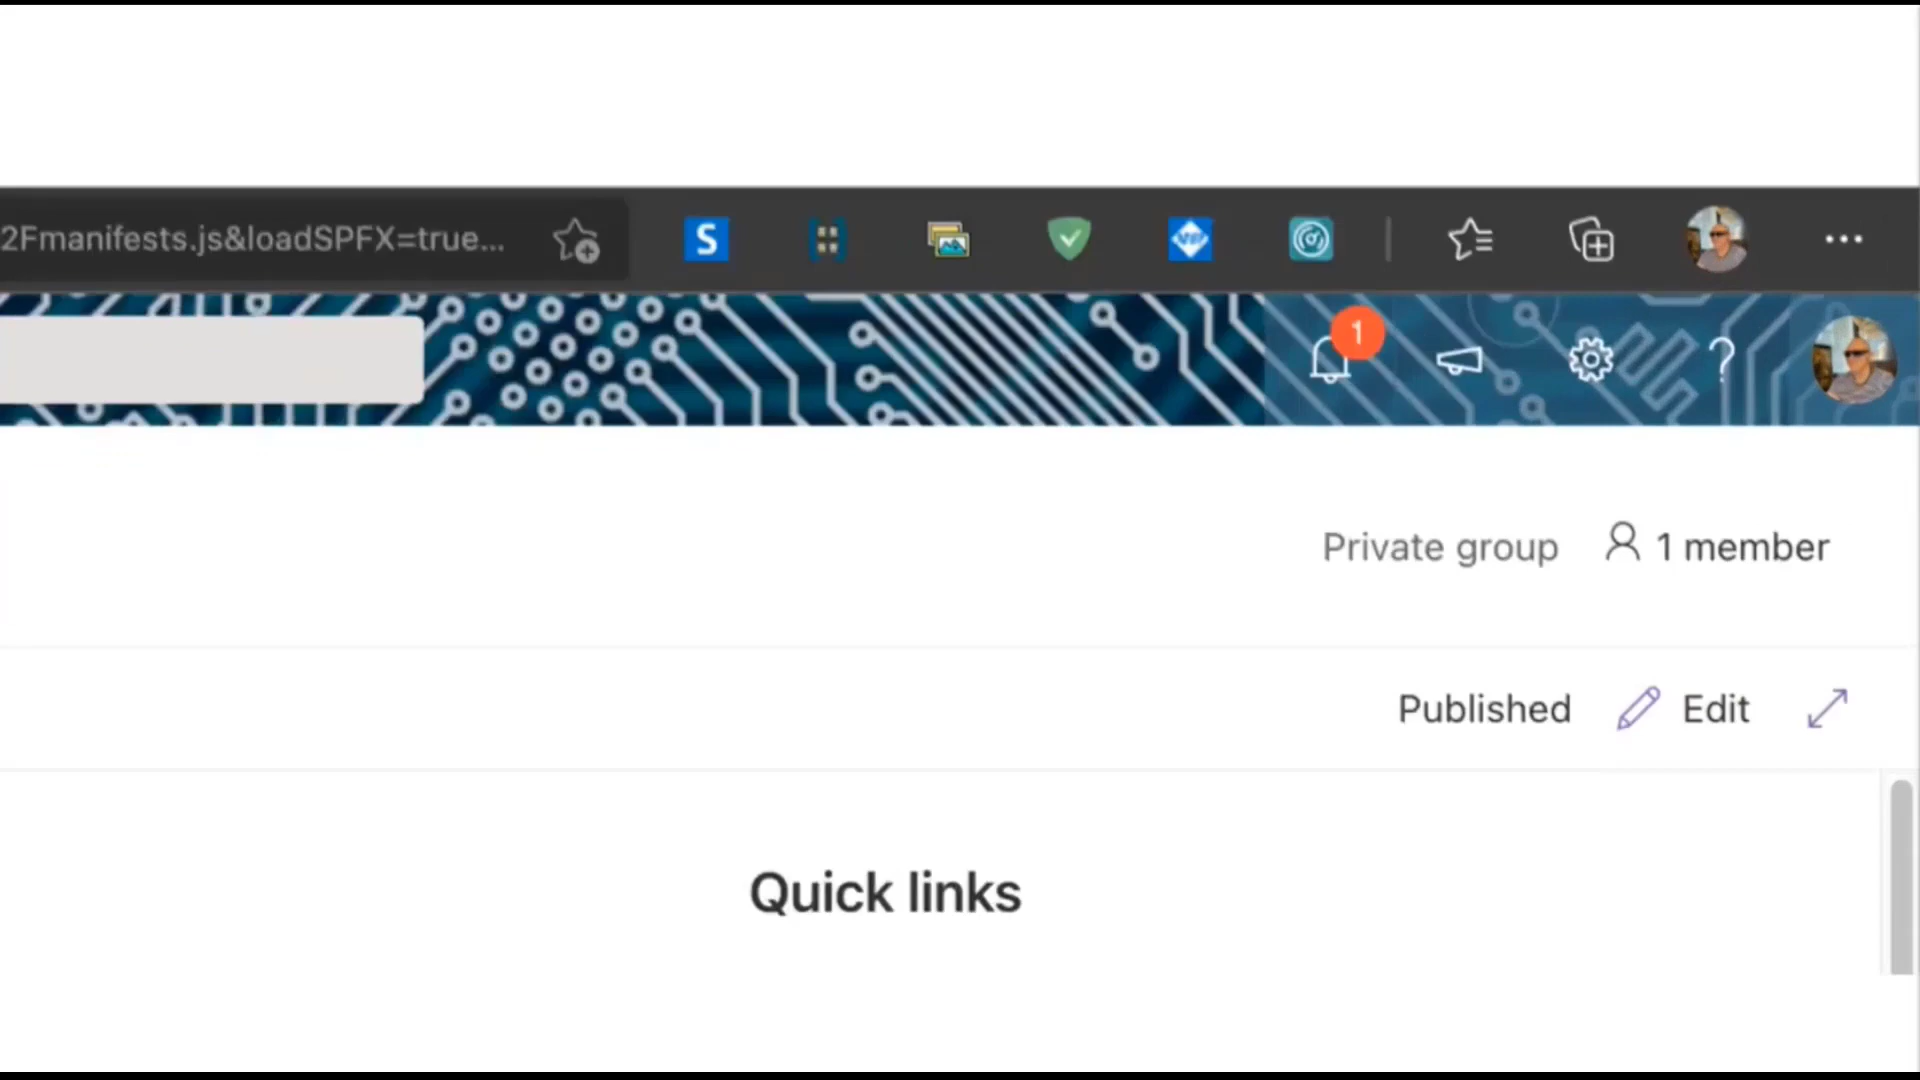 2Fmanifests.js&loadSPFX=true...
S
1
Private group 1 member
Published Edit
Quick links